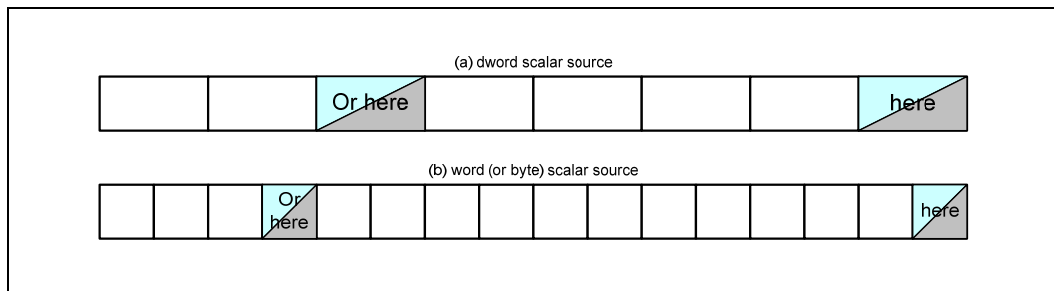 (a) dword scalar source
Or here
here
(b) word (or byte) scalar source
Or
here
here